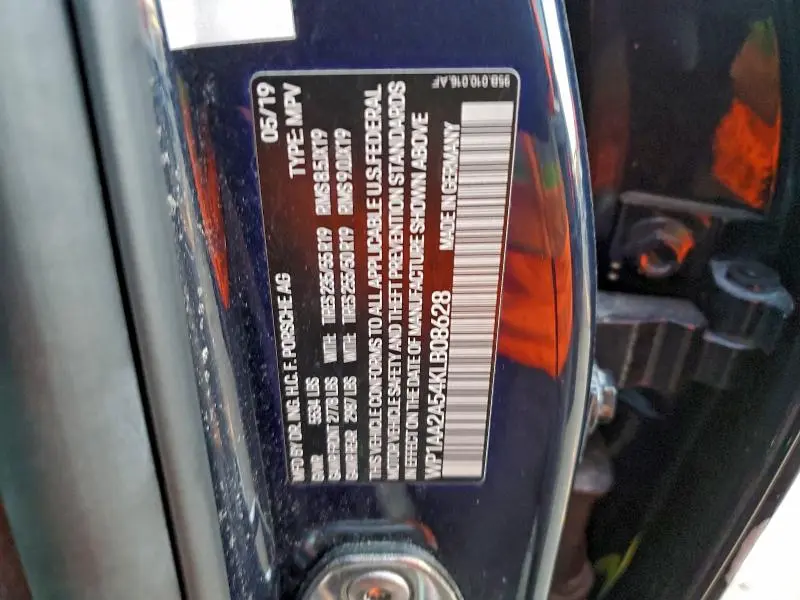 MFD BY DR. ING. H.C. F. PORSCHE AG 05/19
GVWR 5534 LBS TYPE: MPV
GAWR FRONT 2778 LBS WITH: TIRES 235/55 R19 RIMS 8.5JX19
GAWR REAR 2987 LBS WITH: TIRES 255/50 R19 RIMS 9.0JX19
THIS VEHICLE CONFORMS TO ALL APPLICABLE U.S. FEDERAL
MOTOR VEHICLE SAFETY AND THEFT PREVENTION STANDARDS
IN EFFECT ON THE DATE OF MANUFACTURE SHOWN ABOVE
WP1AA2A54KLB08628 MADE IN GERMANY
95B.010.016.AF